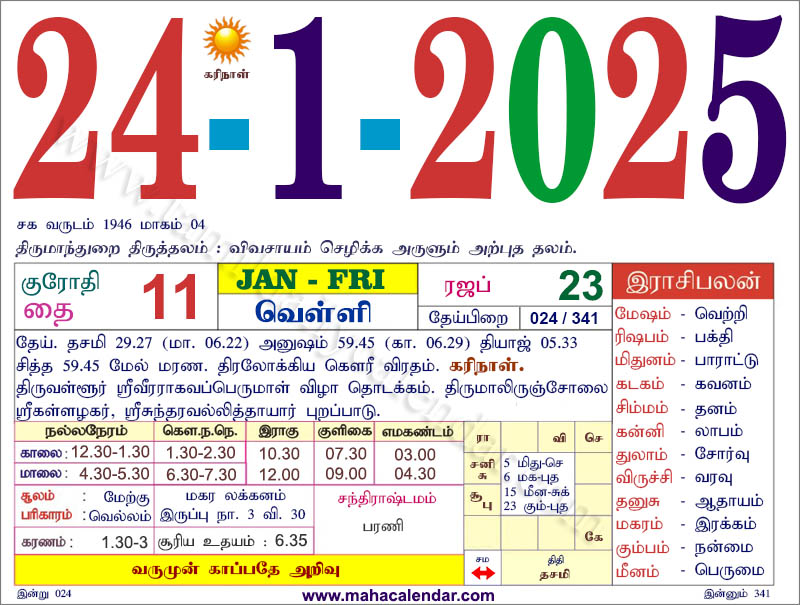 24-1-2025
கரிநாள்
சக வருடம் 1946 மாகம் 04
திருமாந்துறை திருத்தலம் : விவசாயம் செழிக்க அருளும் அற்புத தலம்.
குரோதி
தை 11
JAN - FRI
வெள்ளி
ரஜப் 23
தேய்பிறை 024 / 341
தேய். தசமி 29.27 (மா. 06.22) அனுஷம் 59.45 (கா. 06.29) தியாஜ் 05.33
சித்த 59.45 மேல் மரண. திரலோக்கிய கௌரி விரதம். கரிநாள்.
திருவள்ளூர் ஸ்ரீவீரராகவப்பெருமாள் விழா தொடக்கம். திருமாலிருஞ்சோலை
ஸ்ரீகள்ளழகர், ஸ்ரீசுந்தரவல்லித்தாயார் புறப்பாடு.
நல்லநேரம் கௌ.ந.நெ. இராகு குளிகை எமகண்டம்
காலை: 12.30-1.30 1.30-2.30 10.30 07.30 03.00
மாலை: 4.30-5.30 6.30-7.30 12.00 09.00 04.30
சூலம் : மேற்கு
பரிகாரம் : வெல்லம்
மகர லக்கனம்
இருப்பு நா. 3 வி. 30
சந்திராஷ்டமம்
பரணி
கரணம்: 1.30-3 சூரிய உதயம் : 6.35
வருமுன் காப்பதே அறிவு
ரா வி செ
சனி
சு
சூ
பு
5 மிது-செ
6 மக-புத
15 மீன-சுக்
23 கும்-புத
கே
சம
திதி
தசமி
இராசிபலன்
மேஷம் - வெற்றி
ரிஷபம் - பக்தி
மிதுனம் - பாராட்டு
கடகம் - கவனம்
சிம்மம் - தனம்
கன்னி - லாபம்
துலாம் - சோர்வு
விருச்சி - வரவு
தனுசு - ஆதாயம்
மகரம் - இரக்கம்
கும்பம் - நன்மை
மீனம் - பெருமை
இன்று 024
www.mahacalendar.com
இன்னும் 341